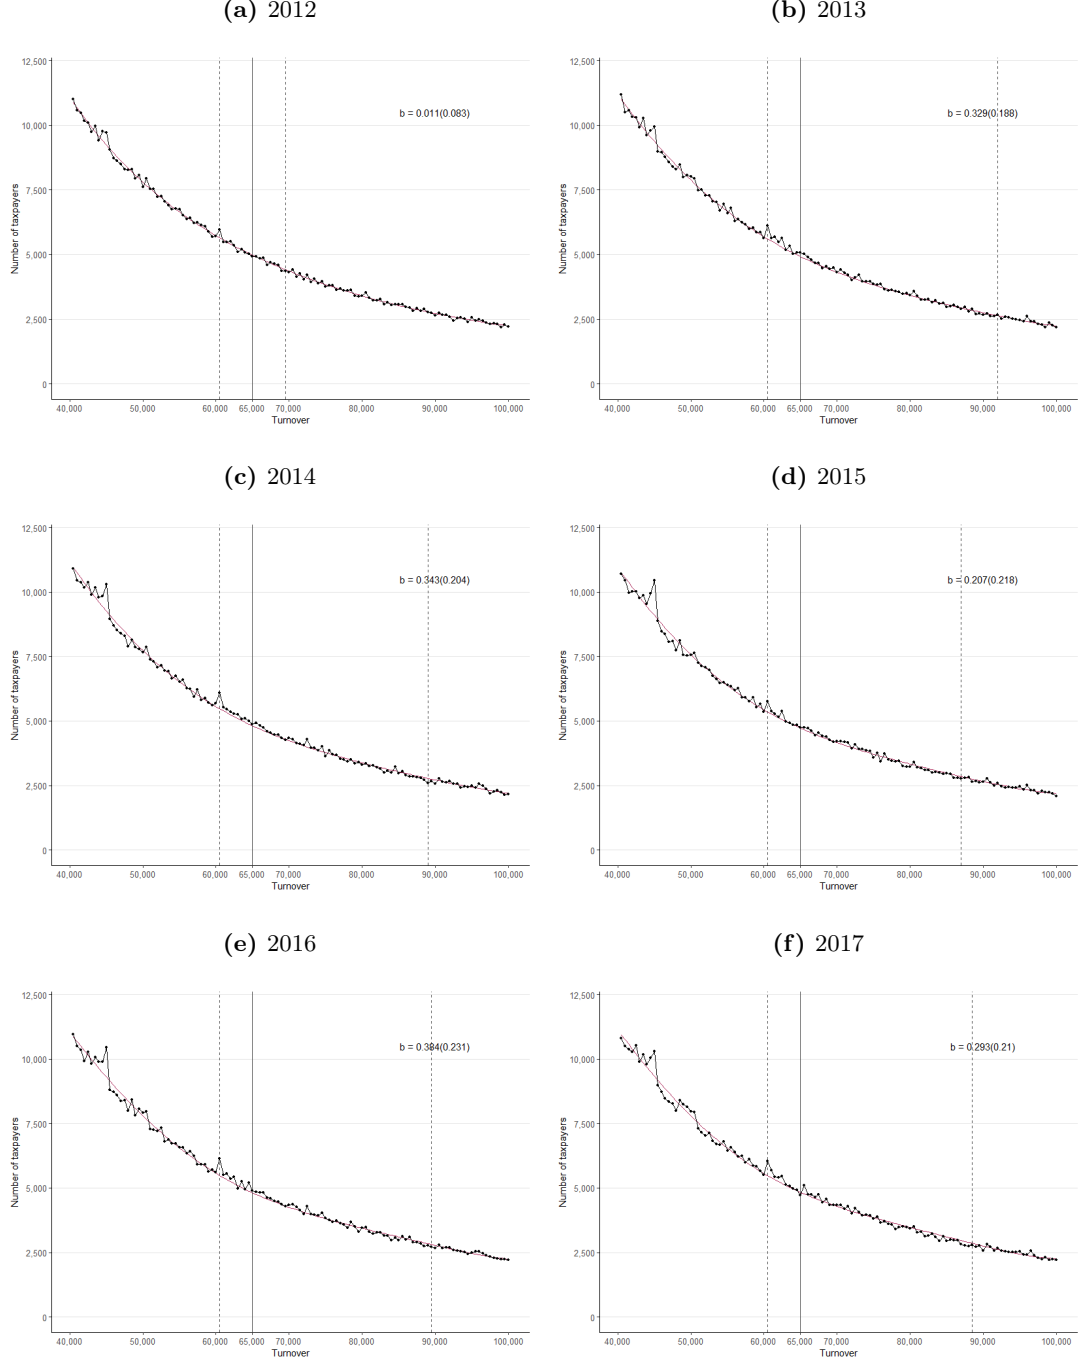 (a) 2012
12,500
10,000
7,500
5,000
2,500
0
Number of taxpayers
b = 0.011(0.083)
40,000 50,000 60,000 65,000 70,000 80,000 90,000 100,000
Turnover
(b) 2013
12,500
10,000
7,500
5,000
2,500
0
Number of taxpayers
b = 0.329(0.188)
40,000 50,000 60,000 65,000 70,000 80,000 90,000 100,000
Turnover
(c) 2014
12,500
10,000
7,500
5,000
2,500
0
Number of taxpayers
b = 0.343(0.204)
40,000 50,000 60,000 65,000 70,000 80,000 90,000 100,000
Turnover
(d) 2015
12,500
10,000
7,500
5,000
2,500
0
Number of taxpayers
b = 0.207(0.218)
40,000 50,000 60,000 65,000 70,000 80,000 90,000 100,000
Turnover
(e) 2016
12,500
10,000
7,500
5,000
2,500
0
Number of taxpayers
b = 0.384(0.231)
40,000 50,000 60,000 65,000 70,000 80,000 90,000 100,000
Turnover
(f) 2017
12,500
10,000
7,500
5,000
2,500
0
Number of taxpayers
b = 0.293(0.21)
40,000 50,000 60,000 65,000 70,000 80,000 90,000 100,000
Turnover